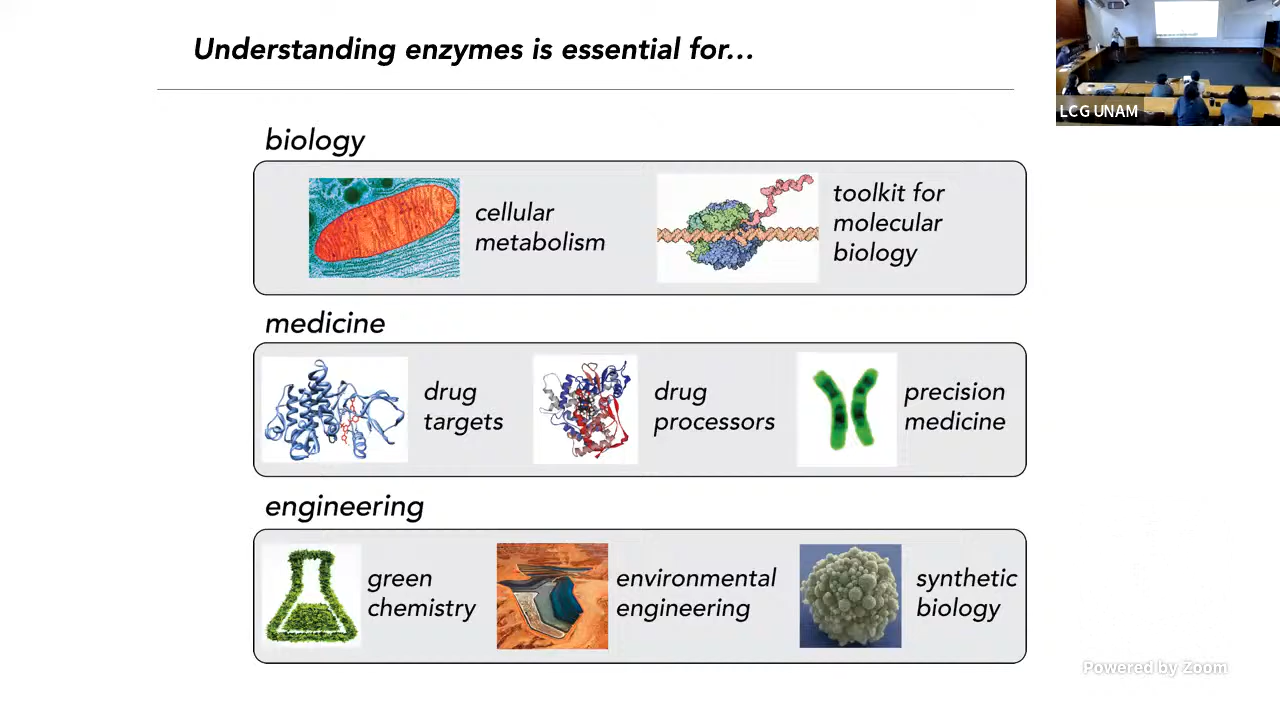 Understanding enzymes is essential for...
LCG UNAM
biology
cellular
metabolism
toolkit for
molecular
biology
medicine
drug
targets
drug
processors
precision
medicine
engineering
green
chemistry
environmental
engineering
synthetic
biology
Powered by Zoom